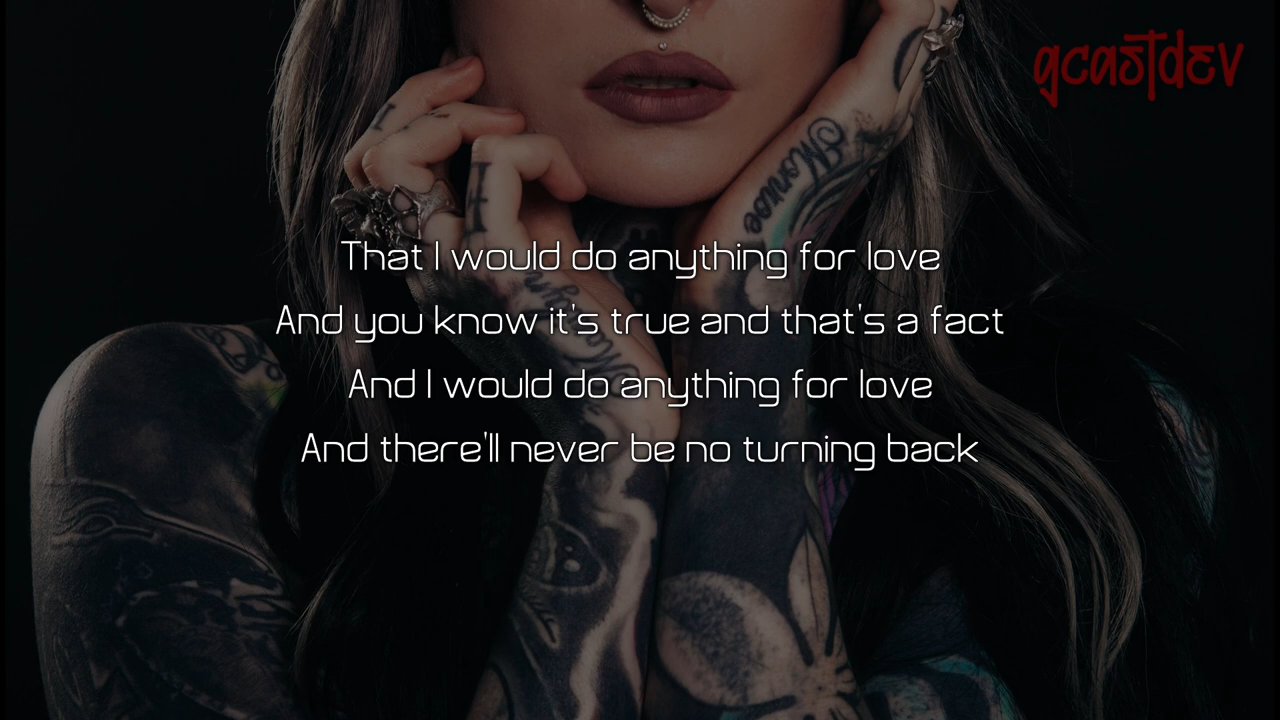 gcastdev
That I would do anything for love
And you know it's true and that's a fact
And I would do anything for love
And there'll never be no turning back
Monroe